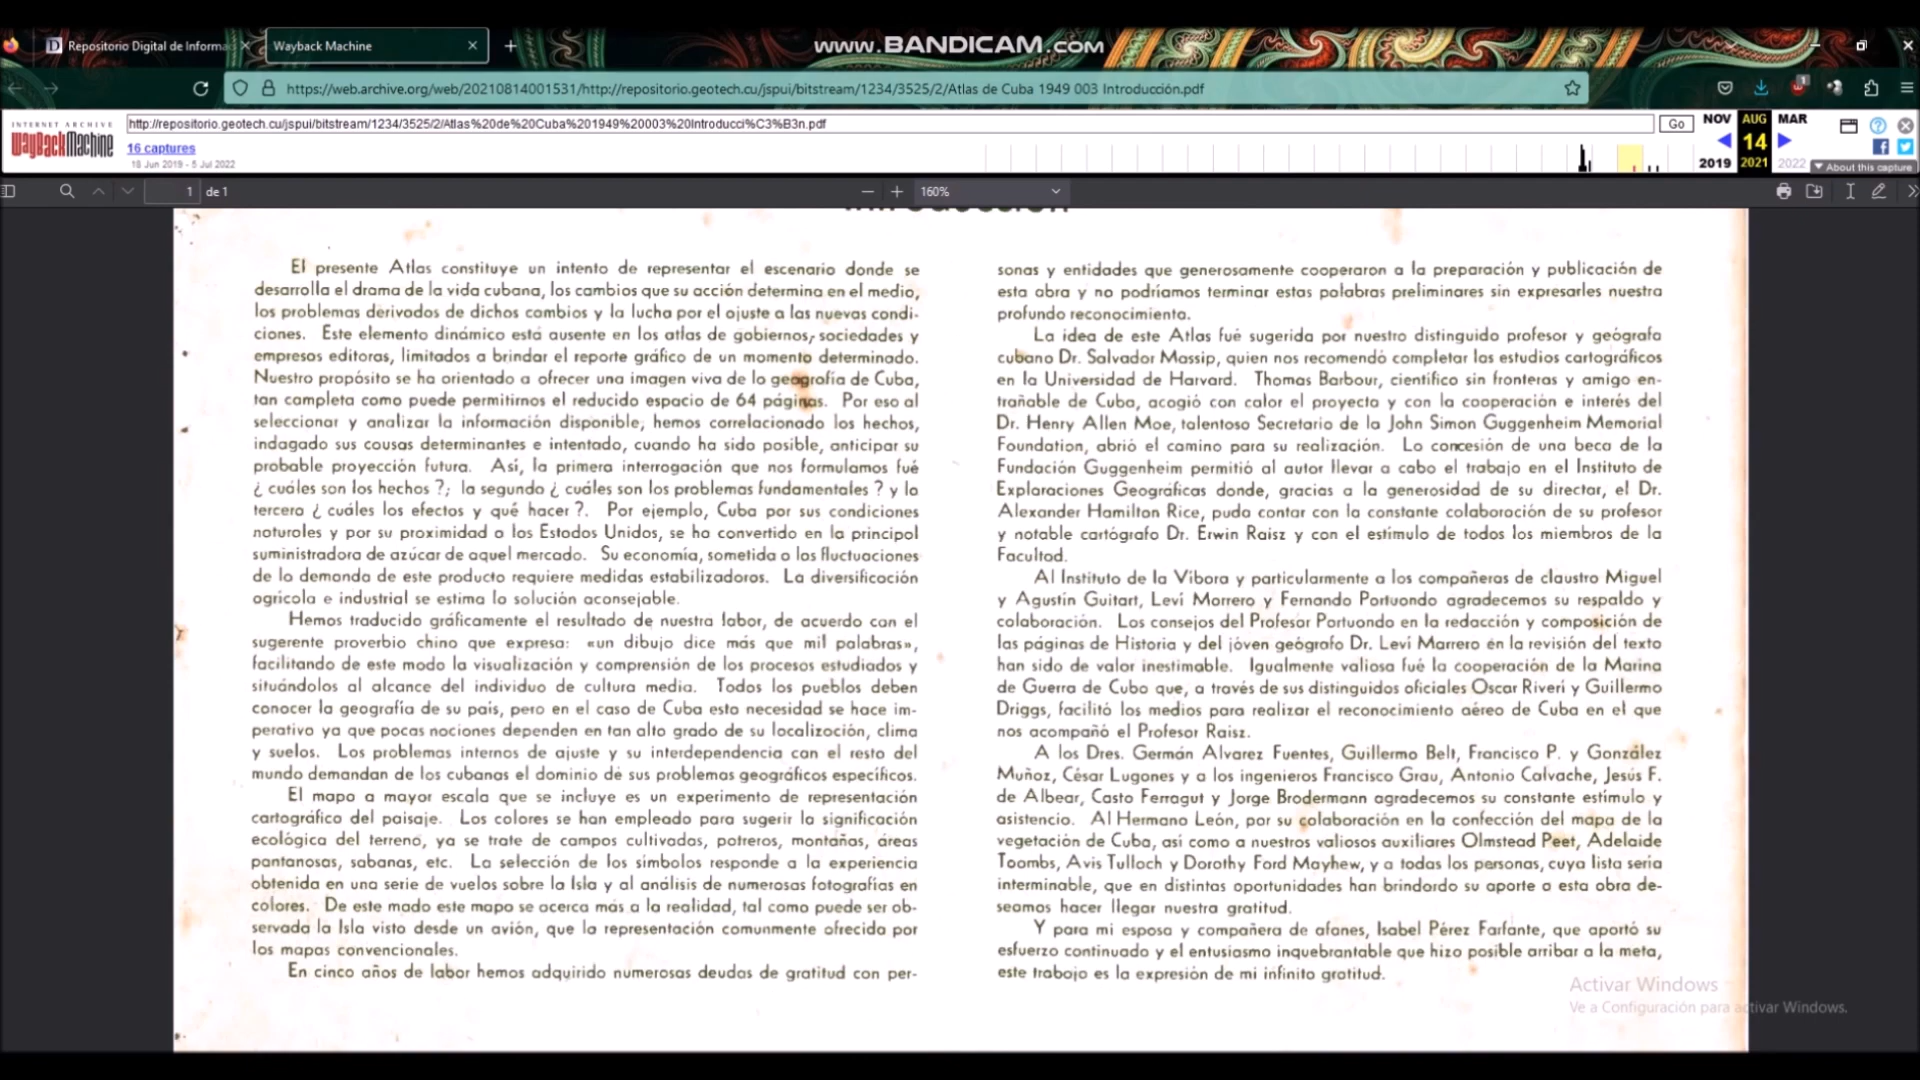 Repositorio Digital de Informa
Wayback Machine
www.BANDICAM.com
https://web.archive.org/web/20210814001531/http://repositorio.geotech.cu/jspui/bitstream/1234/3525/2/Atlas de Cuba 1949 003 Introducción.pdf
INTERNET ARCHIVE
WayBackMachine
http://repositorio.geotech.cu/jspui/bitstream/1234/3525/2/Atlas%20de%20Cuba%201949%20003%20Introducci%C3%B3n.pdf
Go
NOV AUG MAR
16 captures
14
18 Jun 2019 - 5 Jul 2022
2019 2021 2022
About this capture
1 de 1
160%
Introducción
El presente Atlas constituye un intento de representar el escenario donde se
desarrolla el drama de la vida cubana, los cambios que su acción determina en el medio,
los problemas derivados de dichos cambios y la lucha por el ajuste a las nuevas condi-
ciones. Este elemento dinámico está ausente en los atlas de gobiernos, sociedades y
empresas editoras, limitados a brindar el reporte gráfico de un momento determinado.
Nuestro propósito se ha orientado a ofrecer una imagen viva de la geografía de Cuba,
tan completa como puede permitirnos el reducido espacio de 64 páginas. Por eso al
seleccionar y analizar la información disponible, hemos correlacionado los hechos,
indagado sus causas determinantes e intentado, cuando ha sido posible, anticipar su
probable proyección futura. Así, la primera interrogación que nos formulamos fué
¿ cuáles son los hechos ?; la segunda ¿ cuáles son los problemas fundamentales ? y la
tercera ¿ cuáles los efectos y qué hacer ?. Por ejemplo, Cuba por sus condiciones
naturales y por su proximidad a los Estados Unidos, se ha convertido en la principal
suministradora de azúcar de aquel mercado. Su economía, sometida a las fluctuaciones
de la demanda de este producto requiere medidas estabilizadoras. La diversificación
agrícola e industrial se estima la solución aconsejable.
Hemos traducido gráficamente el resultado de nuestra labor, de acuerdo con el
sugerente proverbio chino que expresa: «un dibujo dice más que mil palabras»,
facilitando de este modo la visualización y comprensión de los procesos estudiados y
situándolos al alcance del individuo de cultura media. Todos los pueblos deben
conocer la geografía de su país, pero en el caso de Cuba esta necesidad se hace im-
perativa ya que pocas naciones dependen en tan alto grado de su localización, clima
y suelos. Los problemas internos de ajuste y su interdependencia con el resto del
mundo demandan de los cubanos el dominio de sus problemas geográficos específicos.
El mapa a mayor escala que se incluye es un experimento de representación
cartográfica del paisaje. Los colores se han empleado para sugerir la significación
ecológica del terreno, ya se trate de campos cultivados, potreros, montañas, áreas
pantanosas, sabanas, etc. La selección de los símbolos responde a la experiencia
obtenida en una serie de vuelos sobre la Isla y al análisis de numerosas fotografías en
colores. De este modo este mapa se acerca más a la realidad, tal como puede ser ob-
servada la Isla vista desde un avión, que la representación comunmente ofrecida por
los mapas convencionales.
En cinco años de labor hemos adquirido numerosas deudas de gratitud con per-
sonas y entidades que generosamente cooperaron a la preparación y publicación de
esta obra y no podríamos terminar estas palabras preliminares sin expresarles nuestra
profundo reconocimiento.
La idea de este Atlas fué sugerida por nuestro distinguido profesor y geógrafo
cubano Dr. Salvador Massip, quien nos recomendó completar los estudios cartográficos
en la Universidad de Harvard. Thomas Barbour, científico sin fronteras y amigo en-
trañable de Cuba, acogió con calor el proyecto y con la cooperación e interés del
Dr. Henry Allen Moe, talentoso Secretario de la John Simon Guggenheim Memorial
Foundation, abrió el camino para su realización. La concesión de una beca de la
Fundación Guggenheim permitió al autor llevar a cabo el trabajo en el Instituto de
Exploraciones Geográficas donde, gracias a la generosidad de su director, el Dr.
Alexander Hamilton Rice, pudo contar con la constante colaboración de su profesor
y notable cartógrafo Dr. Erwin Raisz y con el estímulo de todos los miembros de la
Facultad.
Al Instituto de la Víbora y particularmente a los compañeros de claustro Miguel
y Agustín Guitart, Leví Marrero y Fernando Portuondo agradecemos su respaldo y
colaboración. Los consejos del Profesor Portuondo en la redacción y composición de
las páginas de Historia y del jóven geógrafo Dr. Leví Marrero en la revisión del texto
han sido de valor inestimable. Igualmente valiosa fué la cooperación de la Marina
de Guerra de Cuba que, a través de sus distinguidos oficiales Oscar Riverí y Guillermo
Driggs, facilitó los medios para realizar el reconocimiento aéreo de Cuba en el que
nos acompañó el Profesor Raisz.
A los Dres. Germán Alvarez Fuentes, Guillermo Belt, Francisco P. y González
Muñoz, César Lugones y a los ingenieros Francisco Grau, Antonio Calvache, Jesús F.
de Albear, Casto Ferragut y Jorge Brodermann agradecemos su constante estímulo y
asistencia. Al Hermano León, por su colaboración en la confección del mapa de la
vegetación de Cuba, así como a nuestros valiosos auxiliares Olmstead Peet, Adelaide
Toombs, Avis Tulloch y Dorothy Ford Mayhew, y a todas las personas, cuya lista sería
interminable, que en distintas oportunidades han brindardo su aporte a esta obra de-
seamos hacer llegar nuestra gratitud.
Y para mi esposa y compañera de afanes, Isabel Pérez Farfante, que aportó su
esfuerzo continuado y el entusiasmo inquebrantable que hizo posible arribar a la meta,
este trabajo es la expresión de mi infinita gratitud.
Activar Windows
Ve a Configuración para activar Windows.